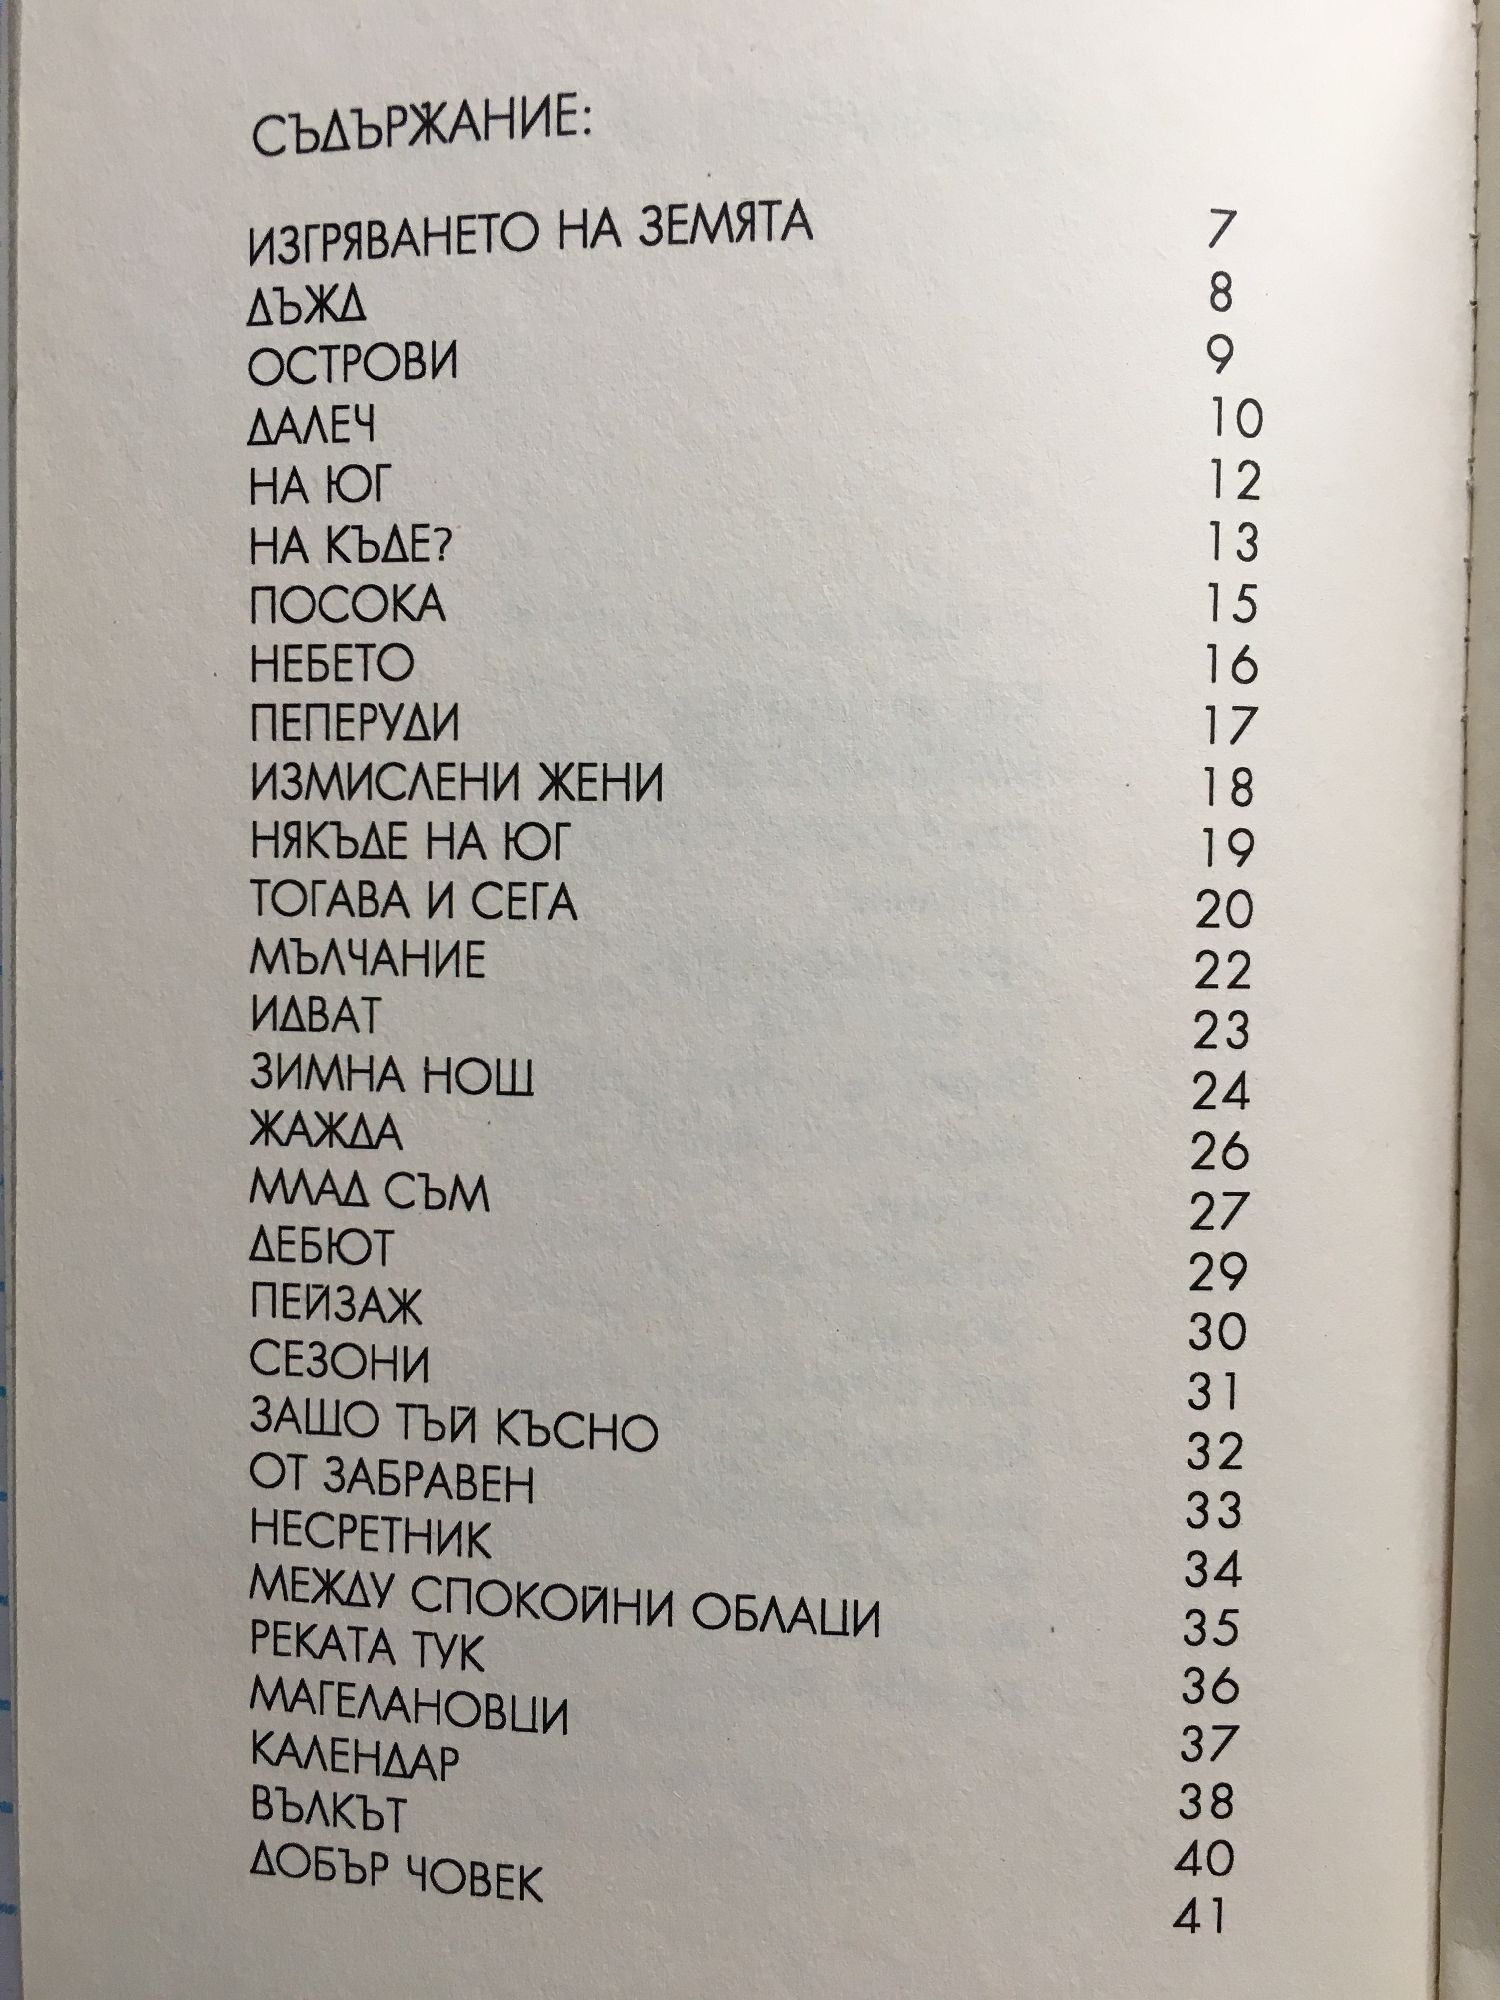 СЪДЪРЖАНИЕ:
ИЗГРЯВАНЕТО НА ЗЕМЯТА 7
ДЪЖД 8
ОСТРОВИ 9
ДАЛЕЧ 10
НА ЮГ 12
НА КЪДЕ? 13
ПОСОКА 15
НЕБЕТО 16
ПЕПЕРУДИ 17
ИЗМИСЛЕНИ ЖЕНИ 18
НЯКЪДЕ НА ЮГ 19
ТОГАВА И СЕГА 20
МЪЛЧАНИЕ 22
ИДВАТ 23
ЗИМНА НОЩ 24
ЖАЖДА 26
МЛАД СЪМ 27
ДЕБЮТ 29
ПЕЙЗАЖ 30
СЕЗОНИ 31
ЗАЩО ТЪЙ КЪСНО 32
ОТ ЗАБРАВЕН 33
НЕСРЕТНИК 34
МЕЖДУ СПОКОЙНИ ОБЛАЦИ 35
РЕКАТА ТУК 36
МАГЕЛАНОВЦИ 37
КАЛЕНДАР 38
ВЪЛКЪТ 40
ДОБЪР ЧОВЕК 41